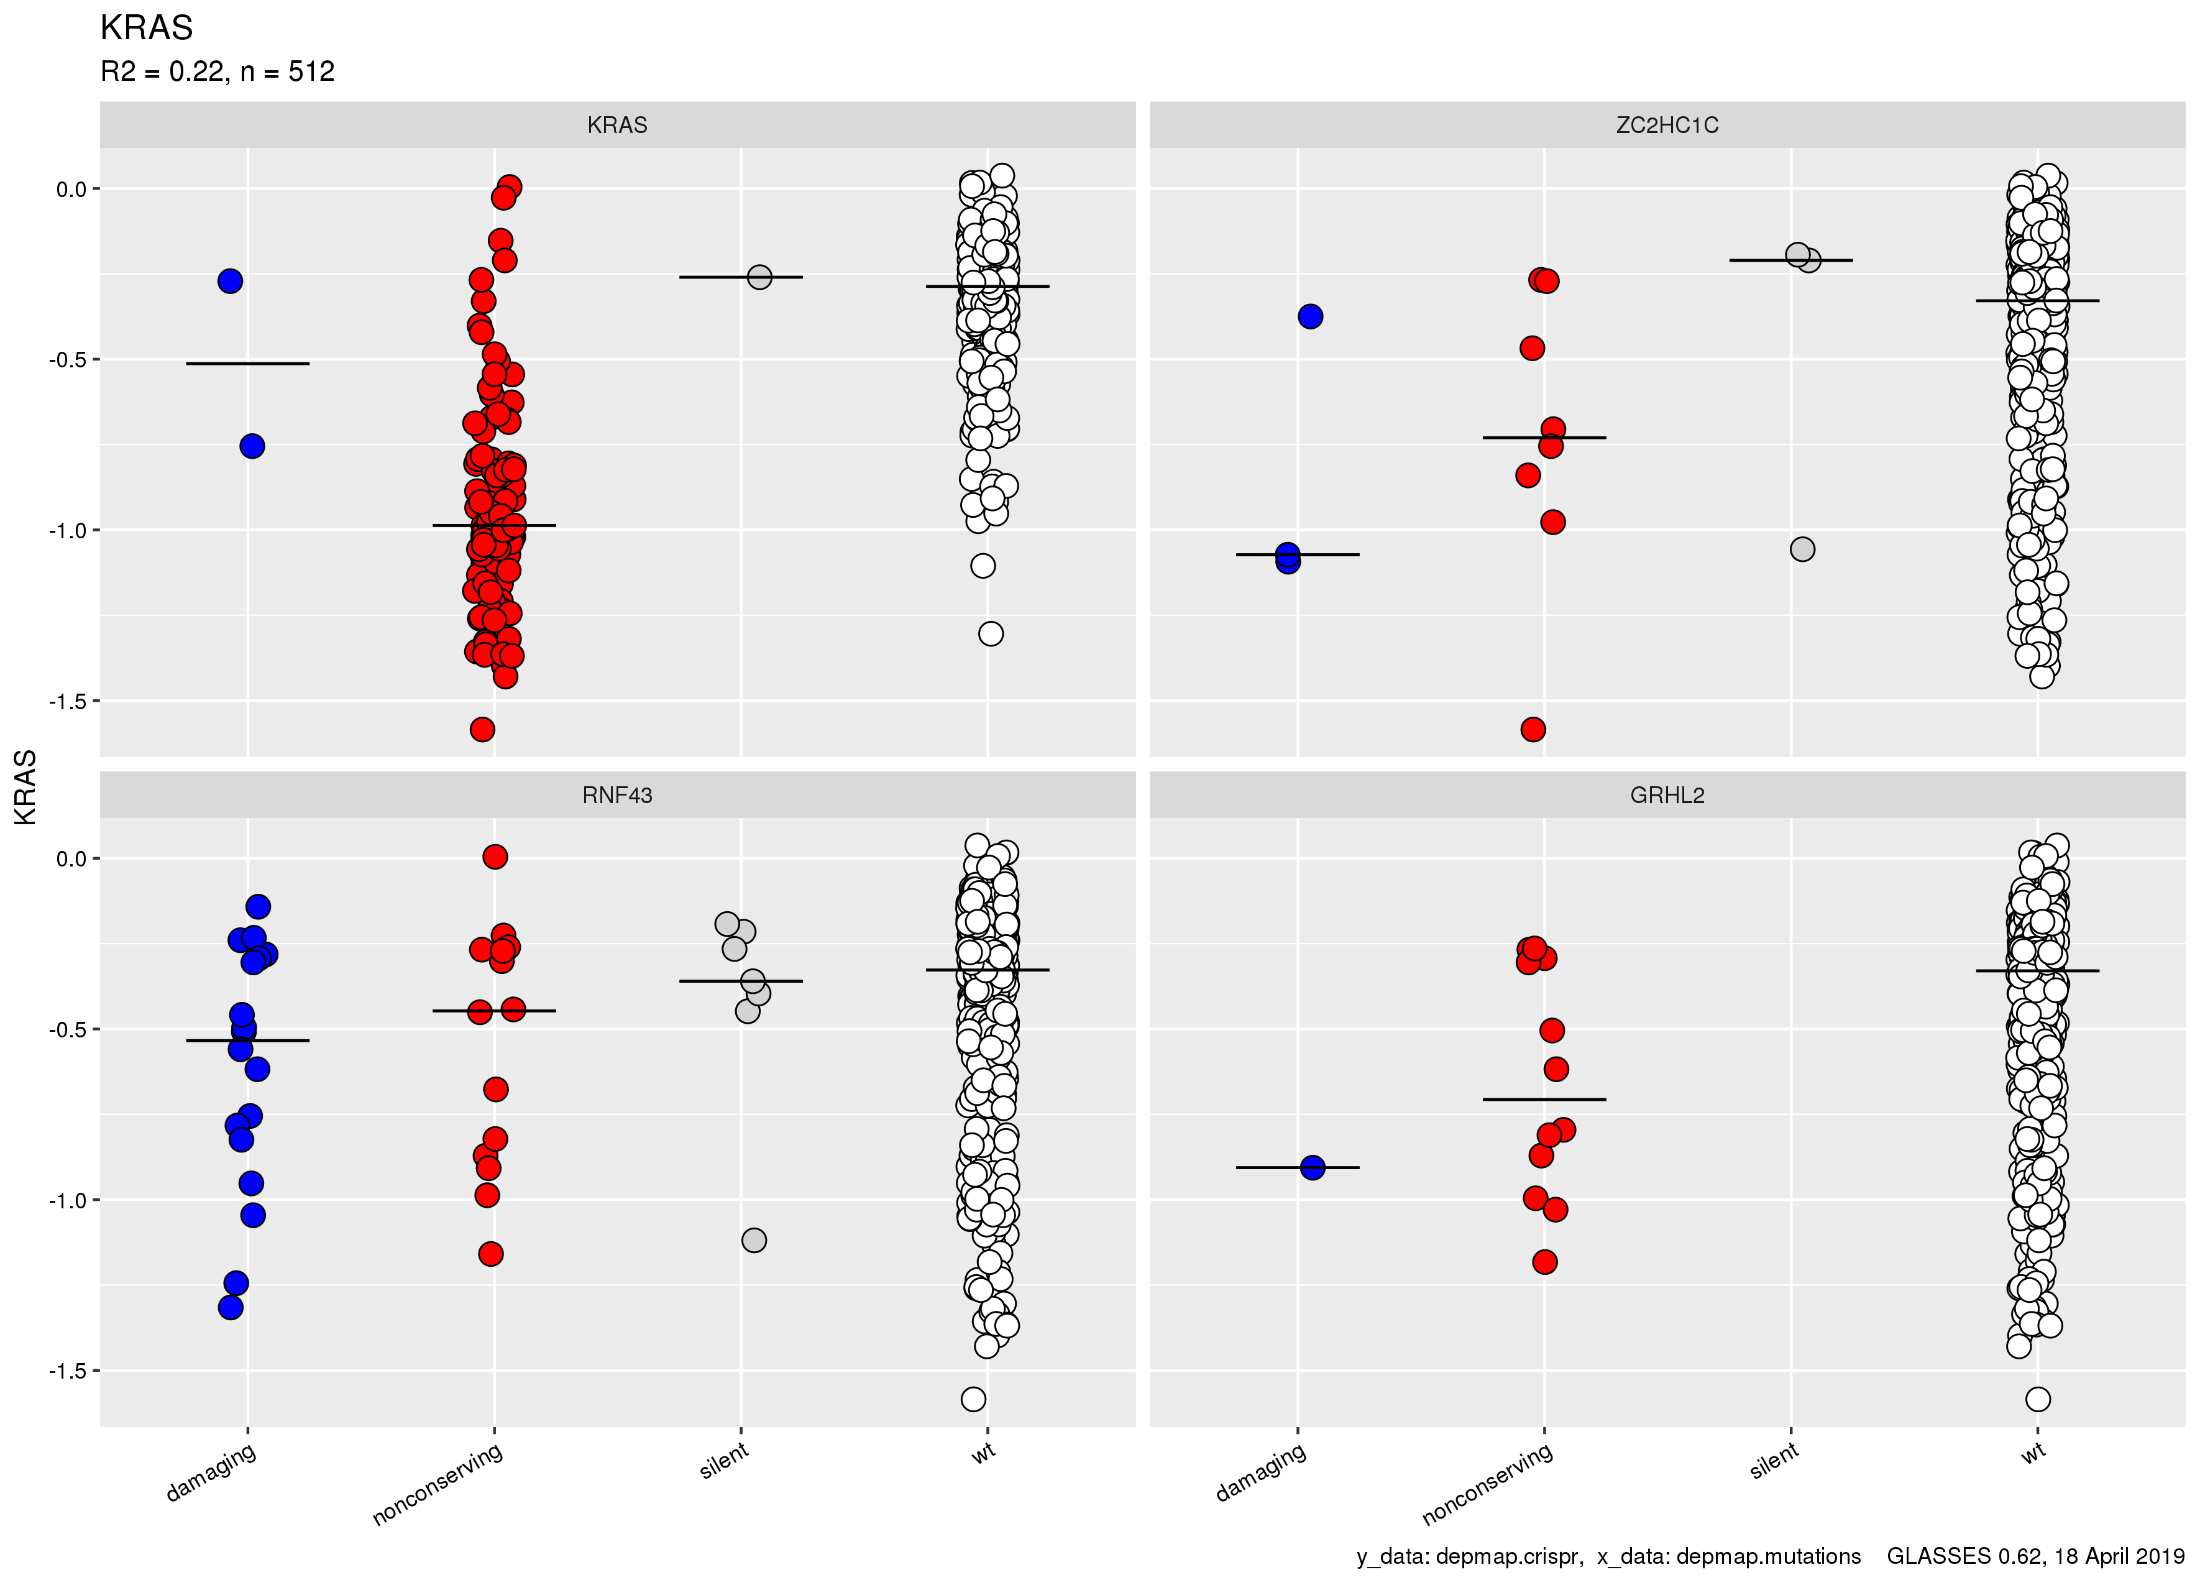 KRAS
R2 = 0.22, n = 512
KRAS
ZC2HC1C
0.0
-0.5
-1.0
-1.5
KRAS
RNF43
GRHL2
0.0
-0.5
-1.0
-1.5
damaging
nonconserving
silent
wt
damaging
nonconserving
silent
wt
y_data: depmap.crispr,  x_data: depmap.mutations    GLASSES 0.62, 18 April 2019